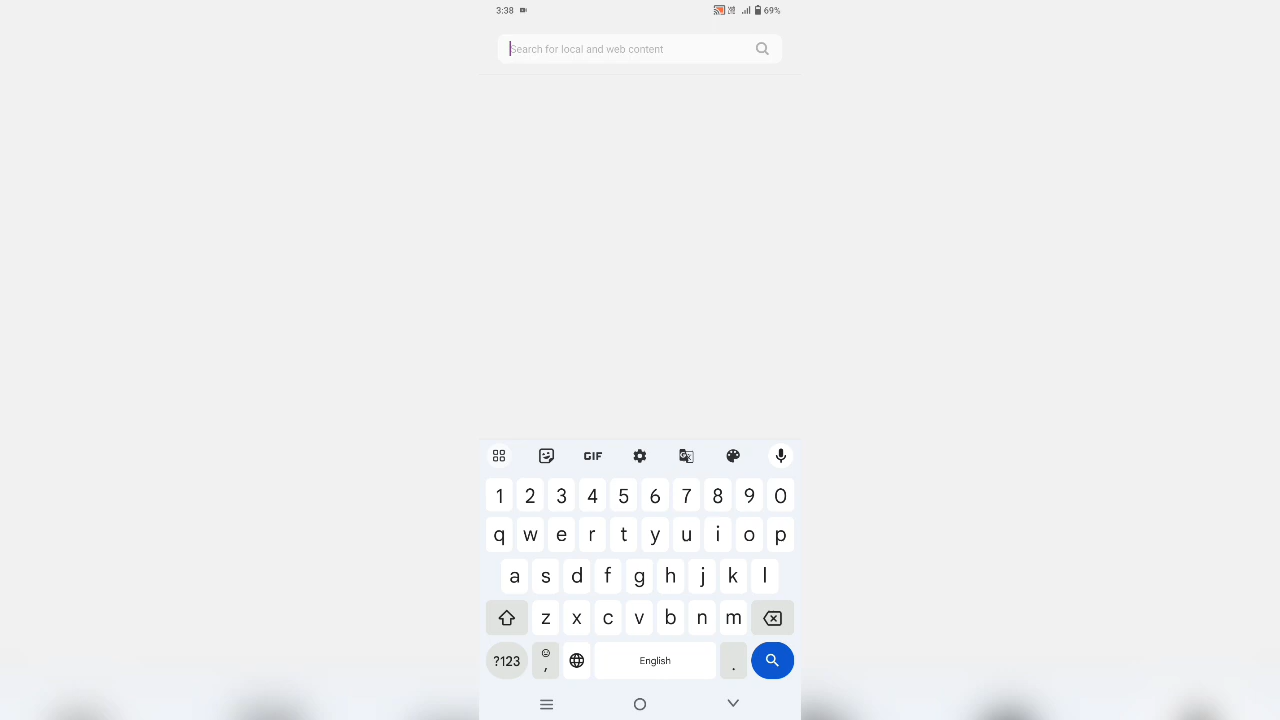 3:38
69%
Search for local and web content
GIF
1 2 3 4 5 6 7 8 9 0
q w e r t y u i o p
a s d f g h j k l
z x c v b n m
?123 , English .